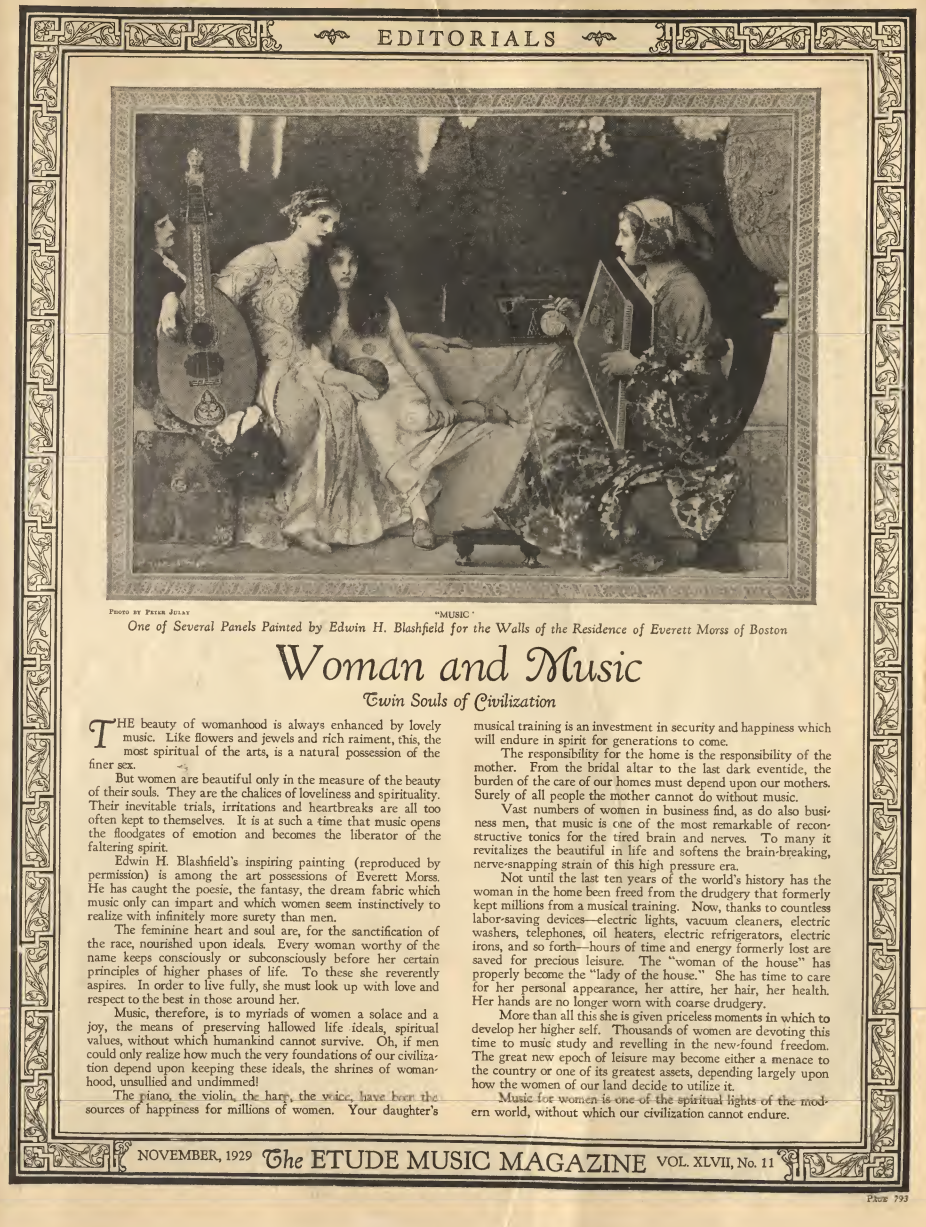 EDITORIALS
PHOTO BY PETER JULEY
"MUSIC"
One of Several Panels Painted by Edwin H. Blashfield for the Walls of the Residence of Everett Morss of Boston
Woman and Music
Twin Souls of Civilization
THE beauty of womanhood is always enhanced by lovely
music. Like flowers and jewels and rich raiment, this, the
most spiritual of the arts, is a natural possession of the
finer sex.
But women are beautiful only in the measure of the beauty
of their souls. They are the chalices of loveliness and spirituality.
Their inevitable trials, irritations and heartbreaks are all too
often kept to themselves. It is at such a time that music opens
the floodgates of emotion and becomes the liberator of the
faltering spirit.
Edwin H. Blashfield's inspiring painting (reproduced by
permission) is among the art possessions of Everett Morss.
He has caught the poesie, the fantasy, the dream fabric which
music only can impart and which women seem instinctively to
realize with infinitely more surety than men.
The feminine heart and soul are, for the sanctification of
the race, nourished upon ideals. Every woman worthy of the
name keeps consciously or subconsciously before her certain
principles of higher phases of life. To these she reverently
aspires. In order to live fully, she must look up with love and
respect to the best in those around her.
Music, therefore, is to myriads of women a solace and a
joy, the means of preserving hallowed life ideals, spiritual
values, without which humankind cannot survive. Oh, if men
could only realize how much the very foundations of our civiliza-
tion depend upon keeping these ideals, the shrines of woman-
hood, unsullied and undimmed!
The piano, the violin, the harp, the voice, have been the
sources of happiness for millions of women. Your daughter's
musical training is an investment in security and happiness which
will endure in spirit for generations to come.
The responsibility for the home is the responsibility of the
mother. From the bridal altar to the last dark eventide, the
burden of the care of our homes must depend upon our mothers.
Surely of all people the mother cannot do without music.
Vast numbers of women in business find, as do also busi-
ness men, that music is one of the most remarkable of recon-
structive tonics for the tired brain and nerves. To many it
revitalizes the beautiful in life and softens the brain-breaking,
nerve-snapping strain of this high pressure era.
Not until the last ten years of the world's history has the
woman in the home been freed from the drudgery that formerly
kept millions from a musical training. Now, thanks to countless
labor-saving devices—electric lights, vacuum cleaners, electric
washers, telephones, oil heaters, electric refrigerators, electric
irons, and so forth—hours of time and energy formerly lost are
saved for precious leisure. The "woman of the house" has
properly become the "lady of the house." She has time to care
for her personal appearance, her attire, her hair, her health.
Her hands are no longer worn with coarse drudgery.
More than all this she is given priceless moments in which to
develop her higher self. Thousands of women are devoting this
time to music study and revelling in the new-found freedom.
The great new epoch of leisure may become either a menace to
the country or one of its greatest assets, depending largely upon
how the women of our land decide to utilize it.
Music for women is one of the spiritual lights of the mod-
ern world, without which our civilization cannot endure.
NOVEMBER, 1929 The ETUDE MUSIC MAGAZINE VOL. XLVII, No. 11
Page 793